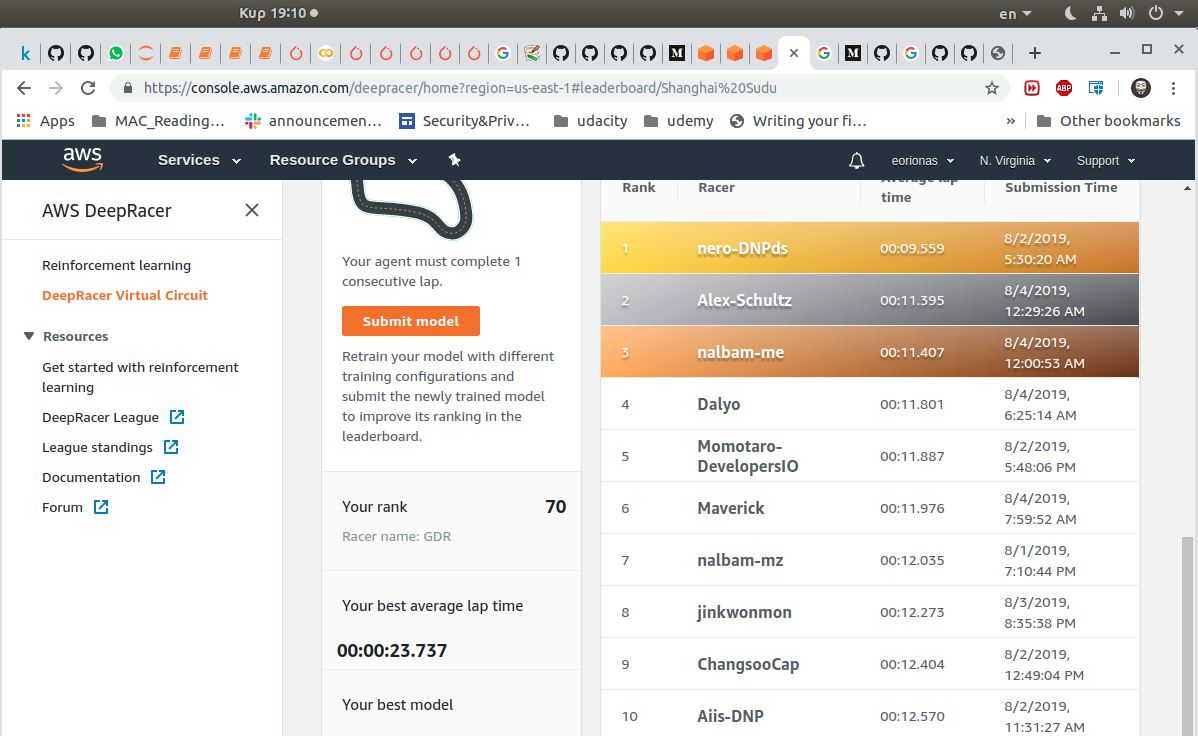 Κυρ 19:10
en
k
https://console.aws.amazon.com/deepracer/home?region=us-east-1#leaderboard/Shanghai%20Sudu
ABP
Apps
MAC_Reading...
announcemen...
Security&Priv...
udacity
udemy
Writing your fi...
»
Other bookmarks
aws
Services
Resource Groups
eorionas
N. Virginia
Support
AWS DeepRacer
Reinforcement learning
DeepRacer Virtual Circuit
Resources
Get started with reinforcement
learning
DeepRacer League
League standings
Documentation
Forum
Your agent must complete 1
consecutive lap.
Submit model
Retrain your model with different
training configurations and
submit the newly trained model
to improve its ranking in the
leaderboard.
Your rank 70
Racer name: GDR
Your best average lap time
00:00:23.737
Your best model
Rank Racer Average lap time Submission Time
1 nero-DNPds 00:09.559 8/2/2019,
5:30:20 AM
2 Alex-Schultz 00:11.395 8/4/2019,
12:29:26 AM
3 nalbam-me 00:11.407 8/4/2019,
12:00:53 AM
4 Dalyo 00:11.801 8/4/2019,
6:25:14 AM
5 Momotaro-
DevelopersIO 00:11.887 8/2/2019,
5:48:06 PM
6 Maverick 00:11.976 8/4/2019,
7:59:52 AM
7 nalbam-mz 00:12.035 8/1/2019,
7:10:44 PM
8 jinkwonmon 00:12.273 8/3/2019,
8:35:38 PM
9 ChangsooCap 00:12.404 8/2/2019,
12:49:04 PM
10 Aiis-DNP 00:12.570 8/2/2019,
11:31:27 AM